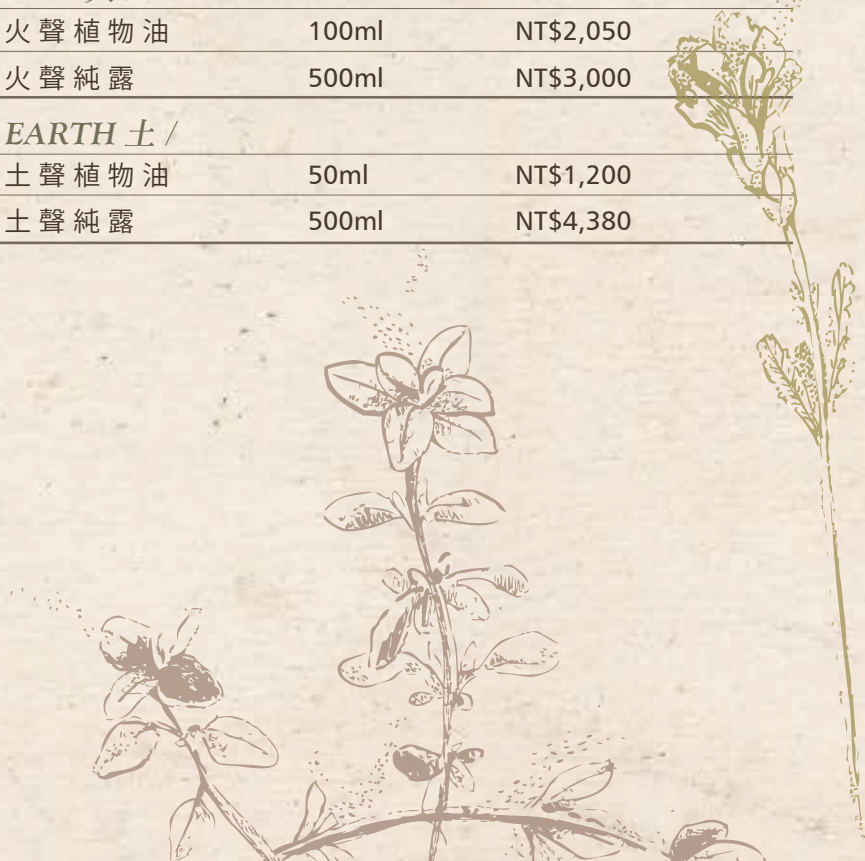 火聲植物油 100ml NT$2,050
火聲純露 500ml NT$3,000
EARTH 土 /
土聲植物油 50ml NT$1,200
土聲純露 500ml NT$4,380